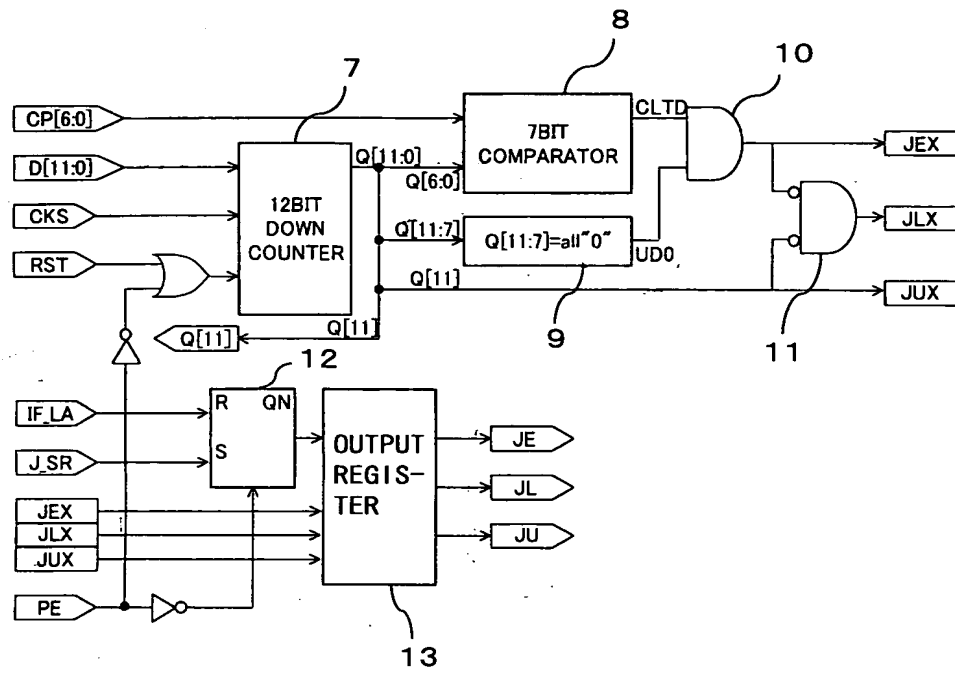 8
10
7
CP[6:0]
7BIT
COMPARATOR
CLTD
JEX
D[11:0]
Q[11:0]
Q[6:0]
12BIT
DOWN
COUNTER
CKS
JLX
Q[11:7]
Q[11:7]=all"0"
UD0
RST
Q[11]
JUX
Q[11]
Q[11]
9
11
12
IF_LA
R
QN
OUTPUT
REGIS-
TER
JE
J_SR
S
JL
JEX
JLX
JUX
JU
PE
13